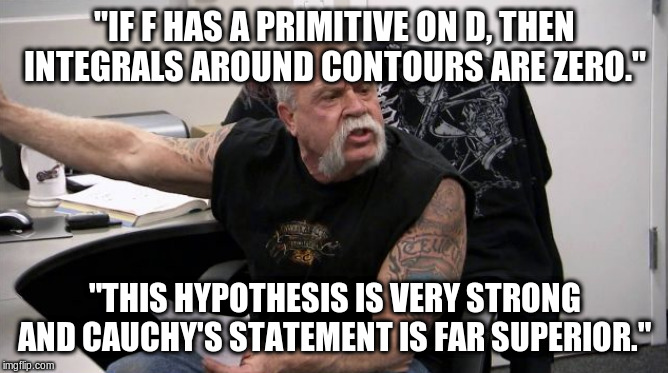 "IF F HAS A PRIMITIVE ON D, THEN
INTEGRALS AROUND CONTOURS ARE ZERO."
"THIS HYPOTHESIS IS VERY STRONG
AND CAUCHY'S STATEMENT IS FAR SUPERIOR."
imgflip.com